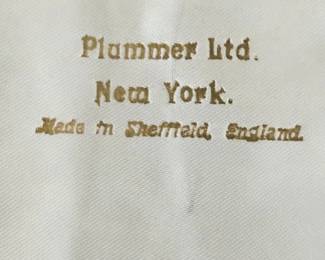 Plummer Ltd.
New York.
Made in Sheffield, England.